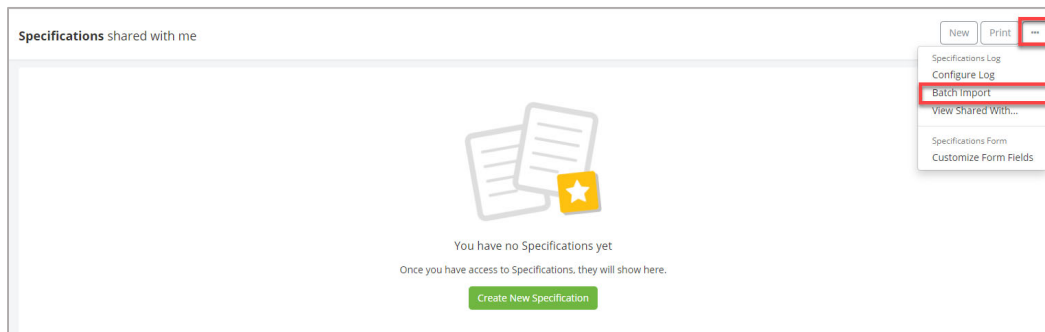 Specifications shared with me
New
Print
...
Specifications Log
Configure Log
Batch Import
View Shared With...
Specifications Form
Customize Form Fields
You have no Specifications yet
Once you have access to Specifications, they will show here.
Create New Specification